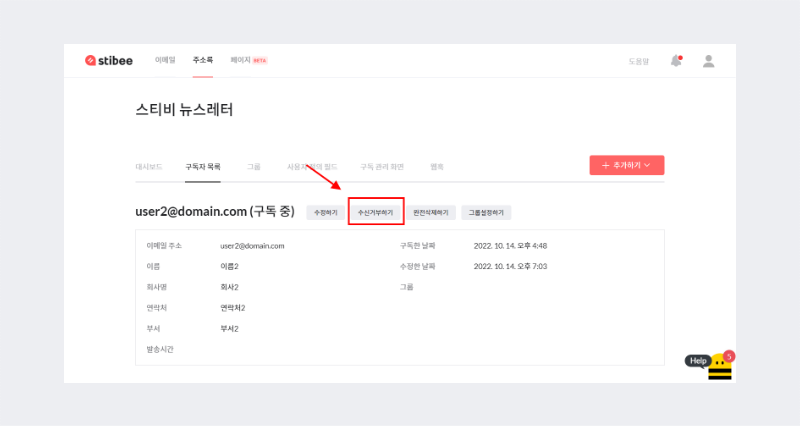 stibee 이메일 주소록 페이지 BETA 도움말
스티비 뉴스레터
대시보드 구독자 목록 그룹 사용자 정의 필드 구독 관리 화면 웹훅 + 추가하기
user2@domain.com (구독 중) 수정하기 수신거부하기 완전삭제하기 그룹설정하기
이메일 주소 user2@domain.com 구독한 날짜 2022. 10. 14. 오후 4:48
이름 이름2 수정한 날짜 2022. 10. 14. 오후 7:03
회사명 회사2 그룹
연락처 연락처2
부서 부서2
발송시간
Help 5